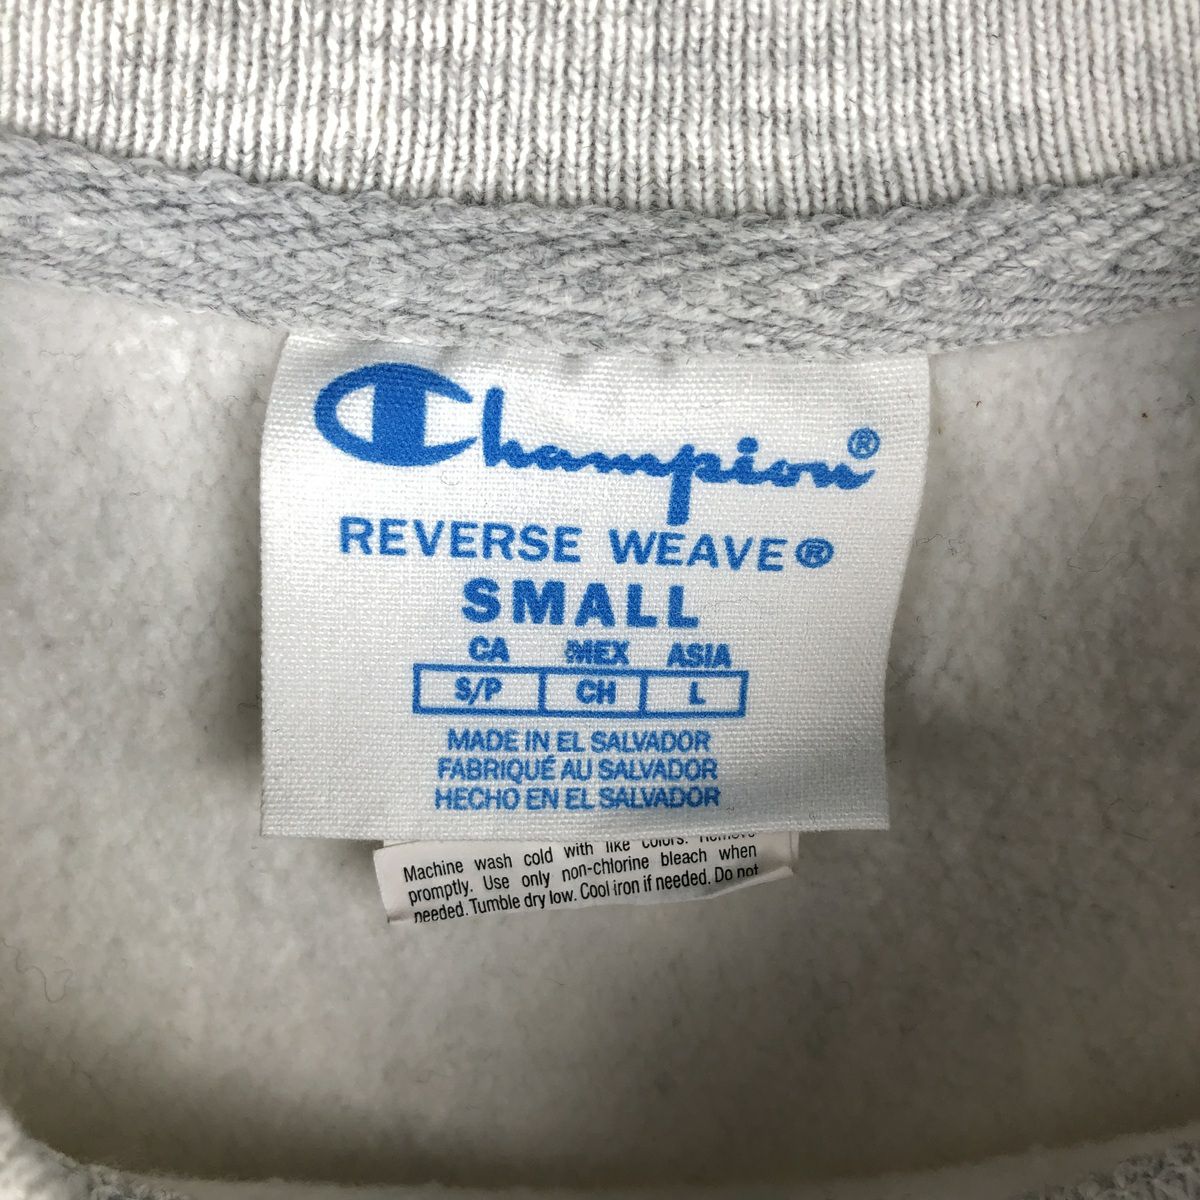 Champion®
REVERSE WEAVE®
SMALL
CA MEX ASIA
S/P CH L
MADE IN EL SALVADOR
FABRIQUÉ AU SALVADOR
HECHO EN EL SALVADOR
Machine wash cold with like colors. Remove
promptly. Use only non-chlorine bleach when
needed. Tumble dry low. Cool iron if needed. Do not